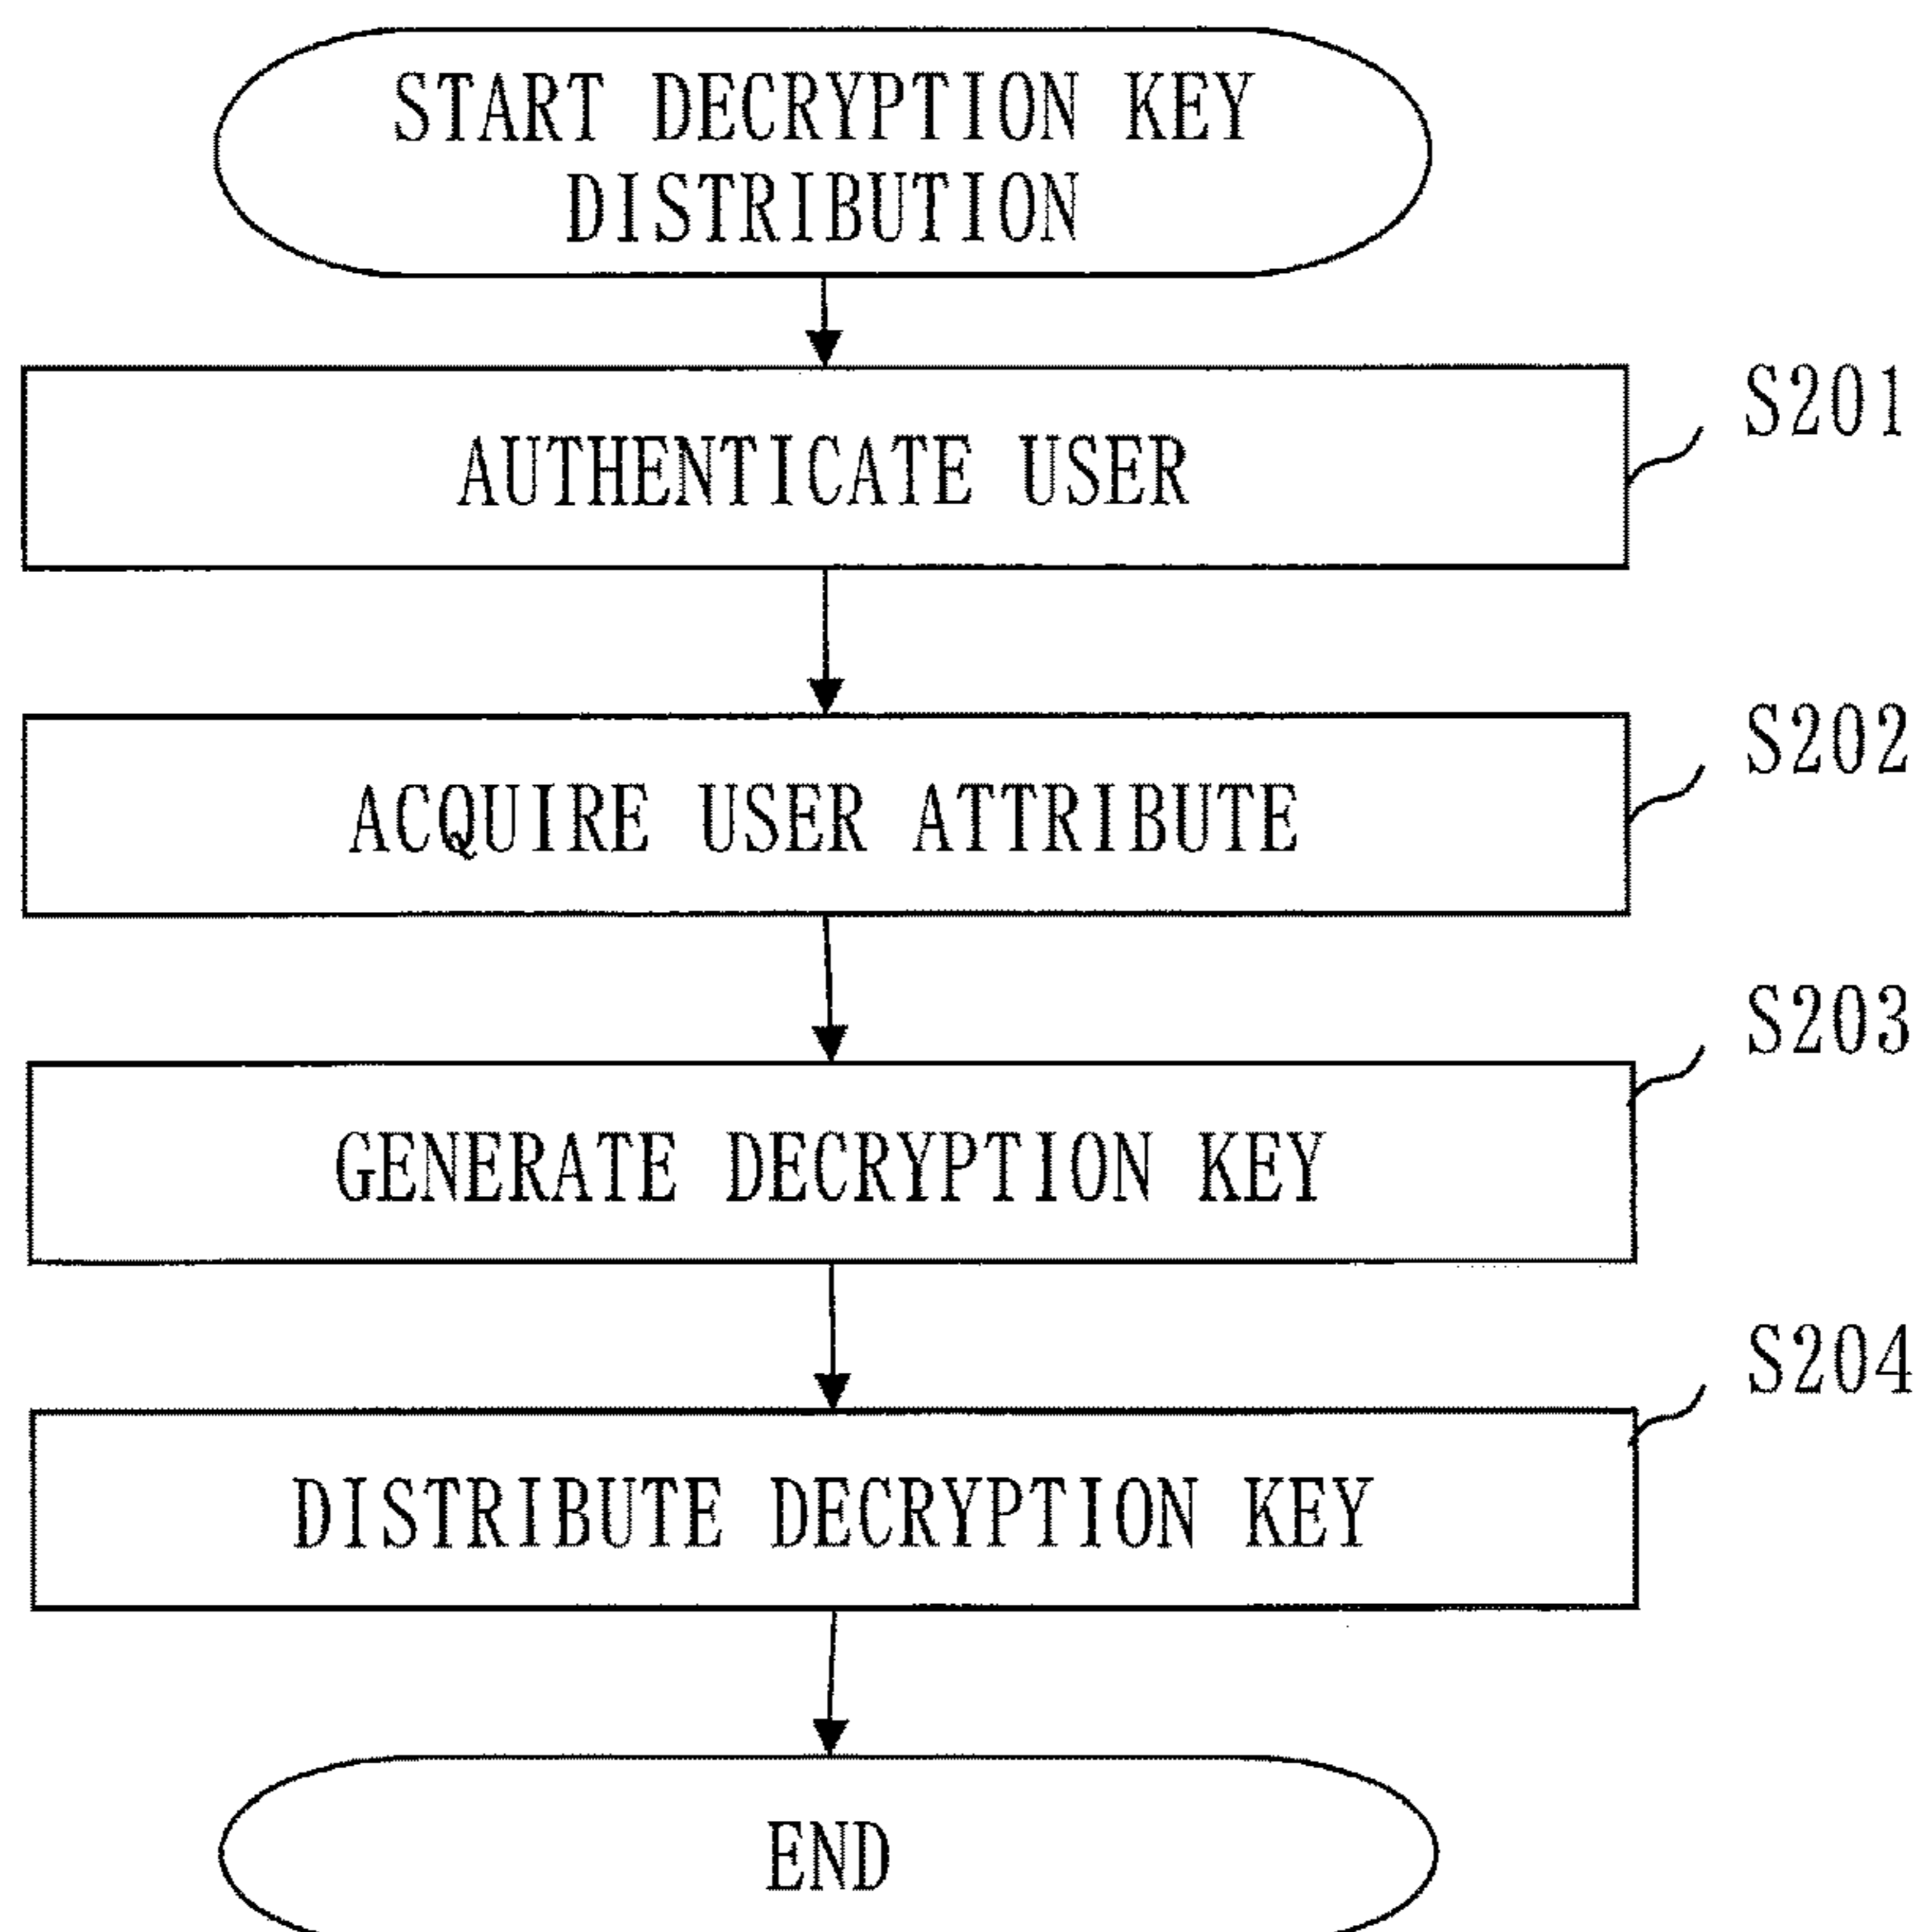 START DECRYPTION KEY
DISTRIBUTION
AUTHENTICATE USER
S201
ACQUIRE USER ATTRIBUTE
S202
GENERATE DECRYPTION KEY
S203
DISTRIBUTE DECRYPTION KEY
S204
END